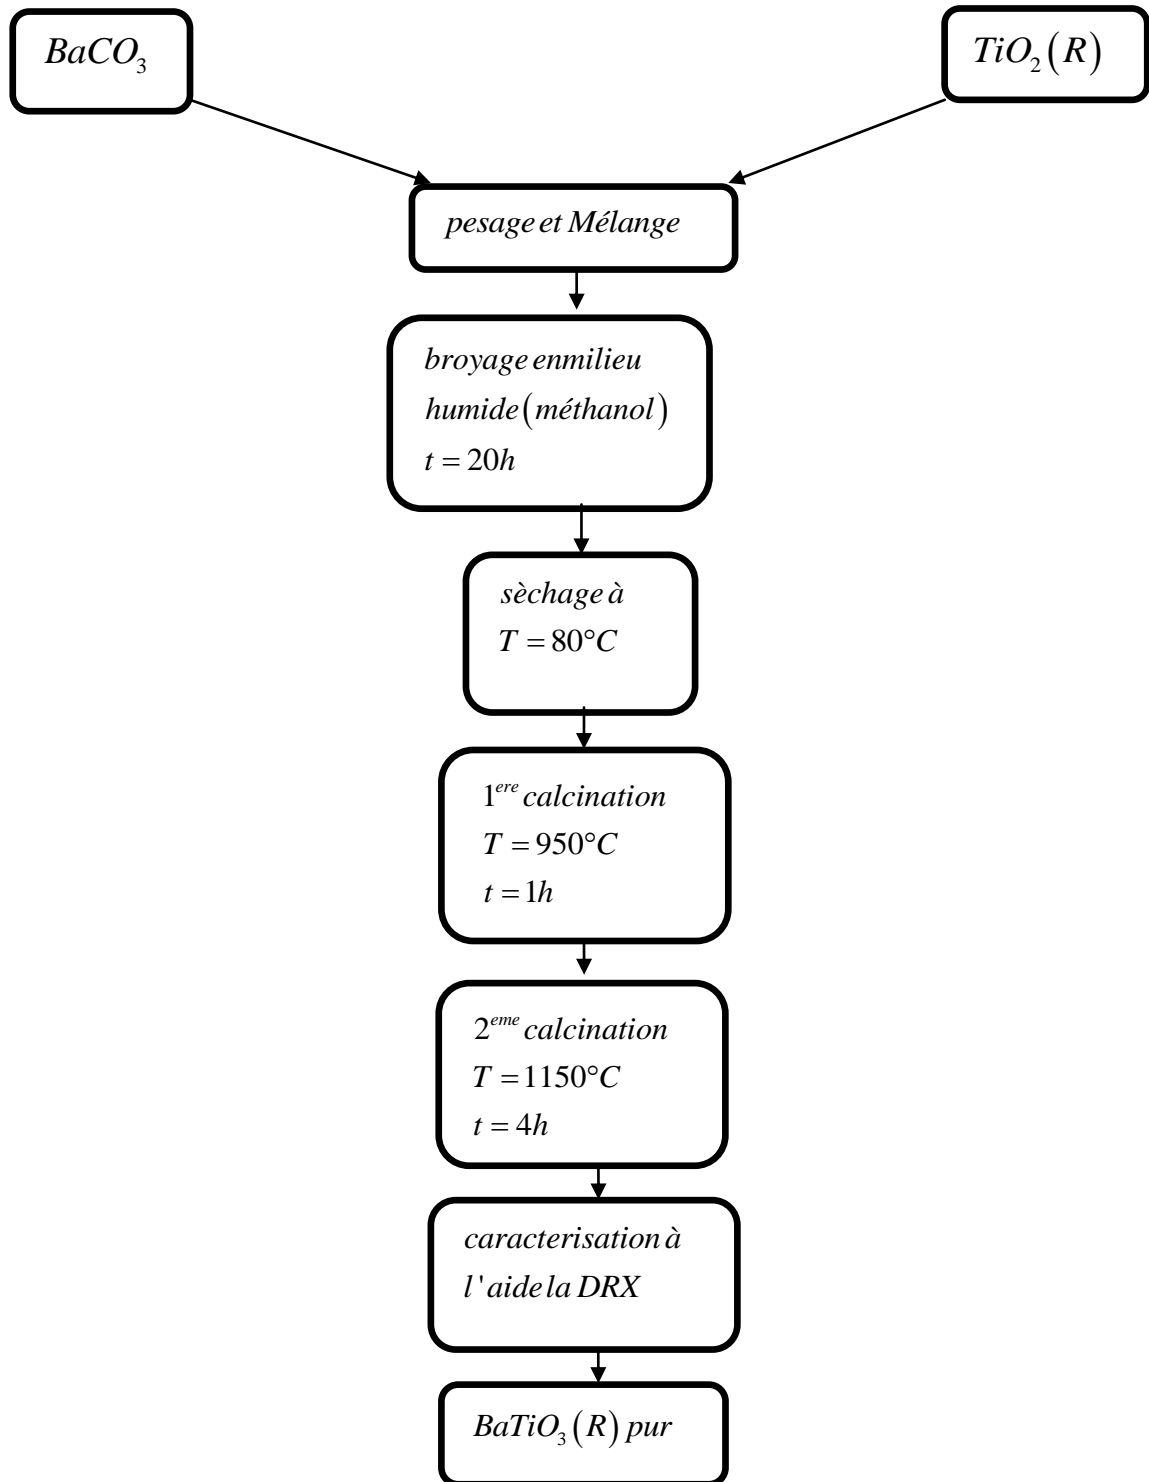 BaCO₃
TiO₂(R)
pesage et Mélange
broyage enmilieu
humide(méthanol)
t = 20h
sèchage à
T = 80°C
1ᵉʳᵉ calcination
T = 950°C
t = 1h
2ᵉᵐᵉ calcination
T = 1150°C
t = 4h
caracterisation à
l'aide la DRX
BaTiO₃(R) pur